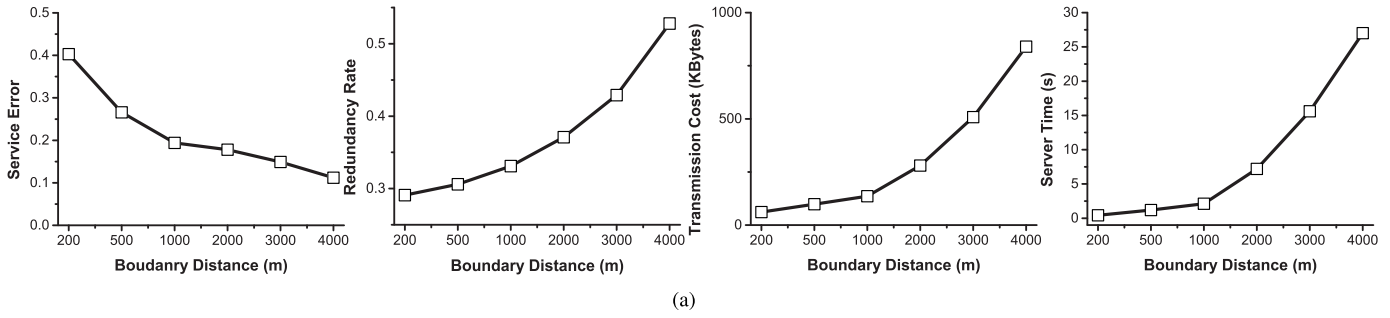 Service Error
0.5
0.4
0.3
0.2
0.1
0.0
200 500 1000 2000 3000 4000
Boudanry Distance (m)
Redundancy Rate
0.5
0.4
0.3
200 500 1000 2000 3000 4000
Boundary Distance (m)
Transmission Cost (KBytes)
1000
500
0
200 500 1000 2000 3000 4000
Boundary Distance (m)
Server Time (s)
30
25
20
15
10
5
0
200 500 1000 2000 3000 4000
Boundary Distance (m)
(a)